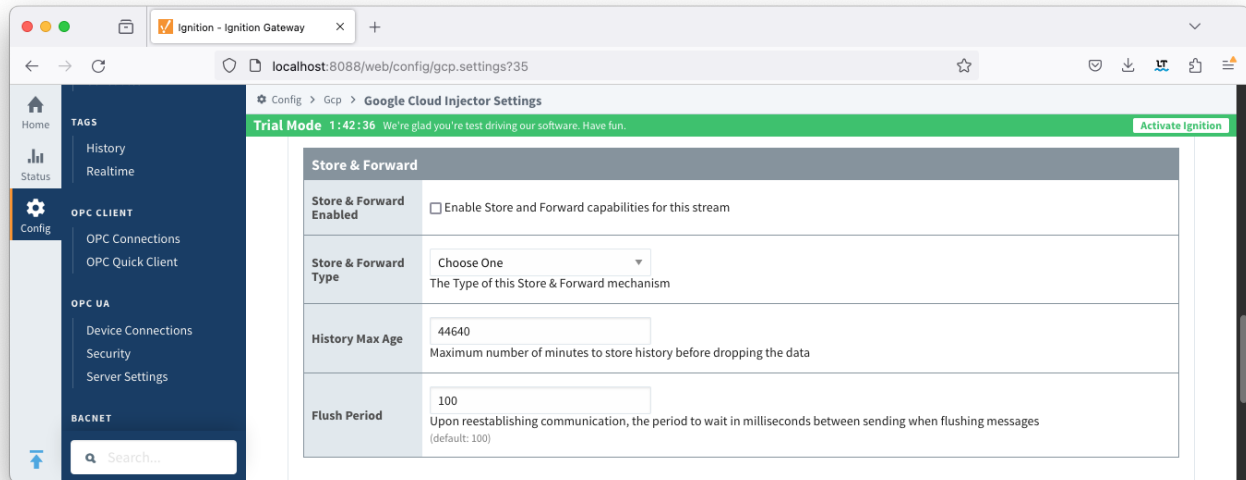 Ignition - Ignition Gateway
localhost:8088/web/config/gcp.settings?35
Home
Status
Config
TAGS
History
Realtime
OPC CLIENT
OPC Connections
OPC Quick Client
OPC UA
Device Connections
Security
Server Settings
BACNET
Search...
Config > Gcp > Google Cloud Injector Settings
Trial Mode 1:42:36 We're glad you're test driving our software. Have fun.
Activate Ignition
Store & Forward
Store & Forward
Enabled
Enable Store and Forward capabilities for this stream
Store & Forward
Type
Choose One
The Type of this Store & Forward mechanism
History Max Age
44640
Maximum number of minutes to store history before dropping the data
Flush Period
100
Upon reestablishing communication, the period to wait in milliseconds between sending when flushing messages
(default: 100)